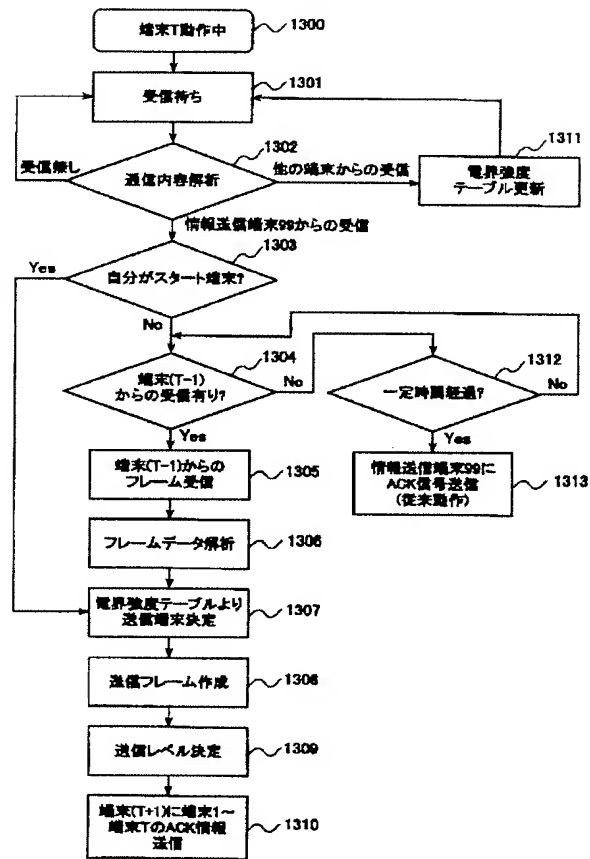 端末T動作中
1300
受信待ち
1301
受信無し
1302
通信内容解析
他の端末からの受信
1311
電界強度
テーブル更新
情報送信端末99からの受信
1303
Yes
自分がスタート端末?
No
1304
端末(T-1)
からの受信有り?
No
1312
一定時間経過?
No
Yes
Yes
端末(T-1)からの
フレーム受信
1305
情報送信端末99に
ACK信号送信
(従来動作)
1313
フレームデータ解析
1306
電界強度テーブルより
送信端末決定
1307
送信フレーム作成
1308
送信レベル決定
1309
端末(T+1)に端末1~
端末TのACK情報
送信
1310